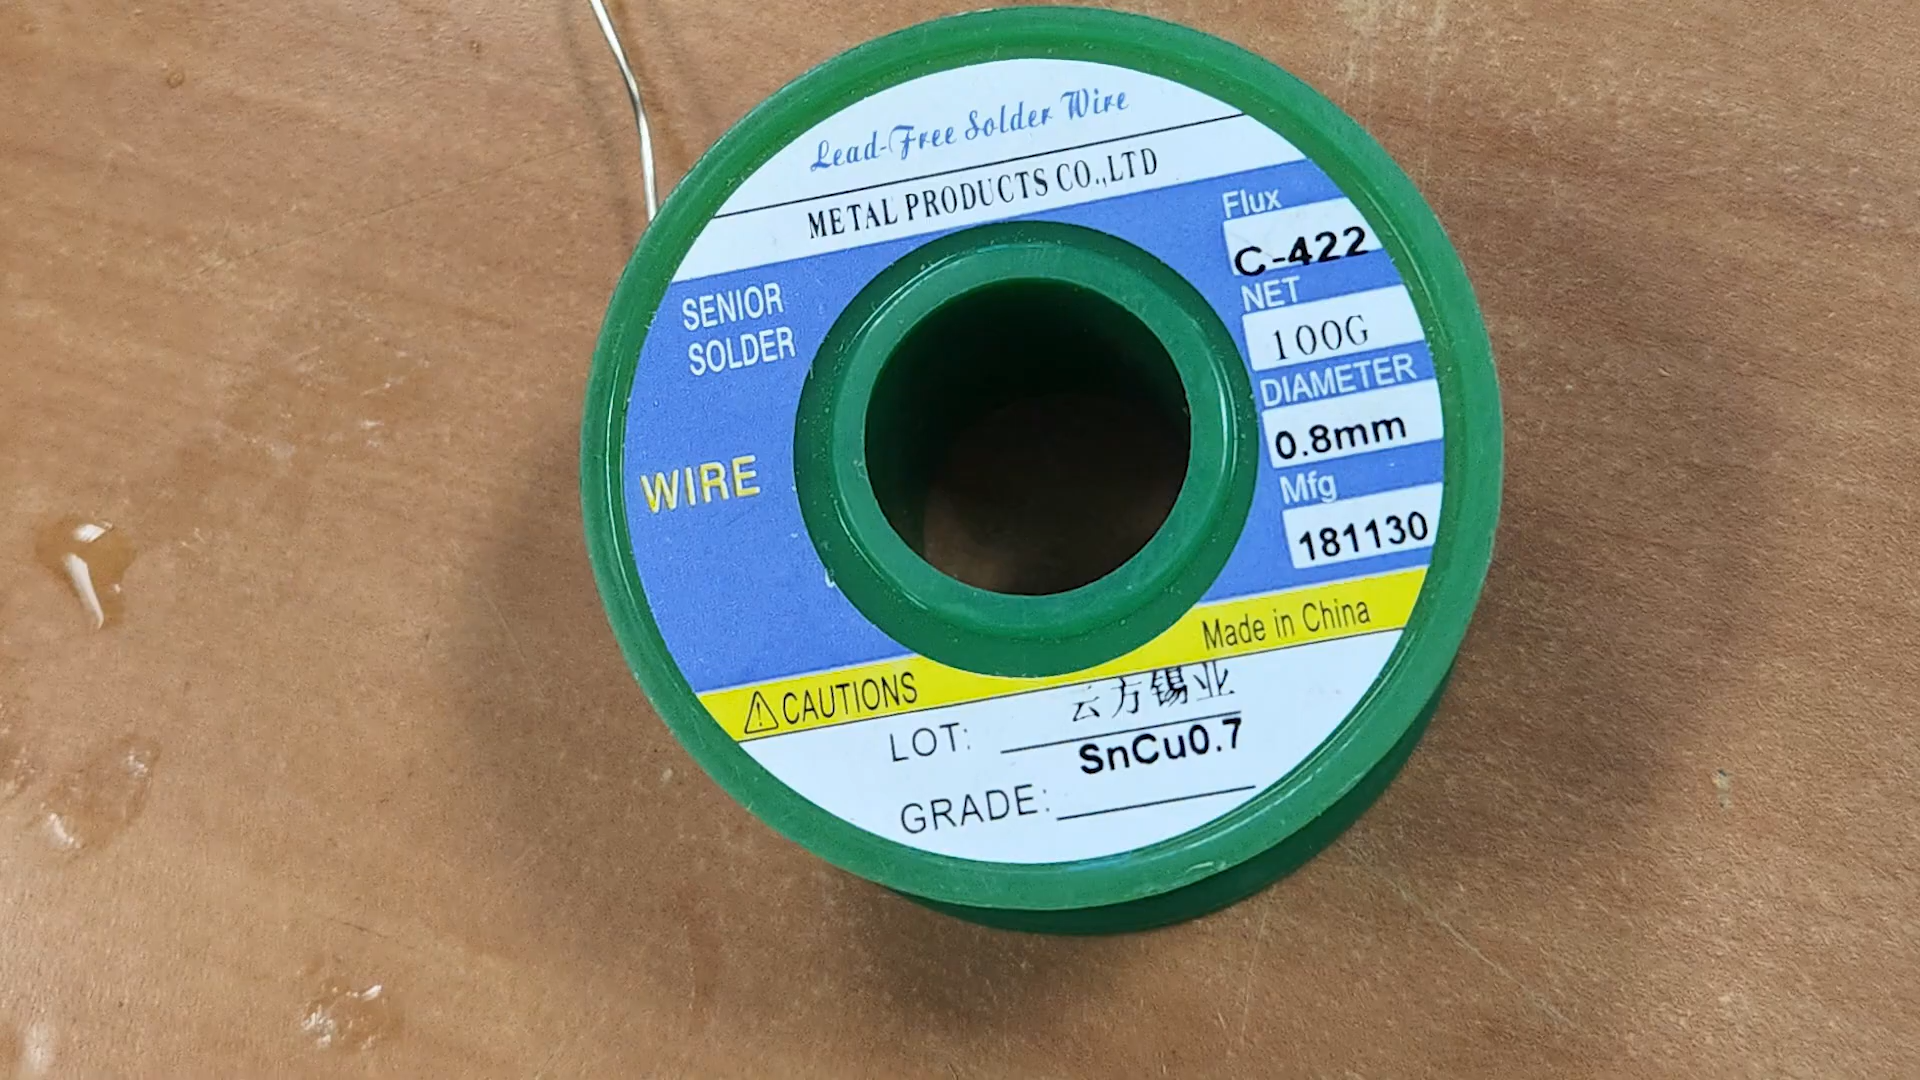 Lead-Free Solder Wire
METAL PRODUCTS CO.,LTD
SENIOR
SOLDER
WIRE
Flux
C-422
NET
100G
DIAMETER
0.8mm
Mfg
181130
Made in China
⚠CAUTIONS
LOT: 云方锡业
SnCu0.7
GRADE: